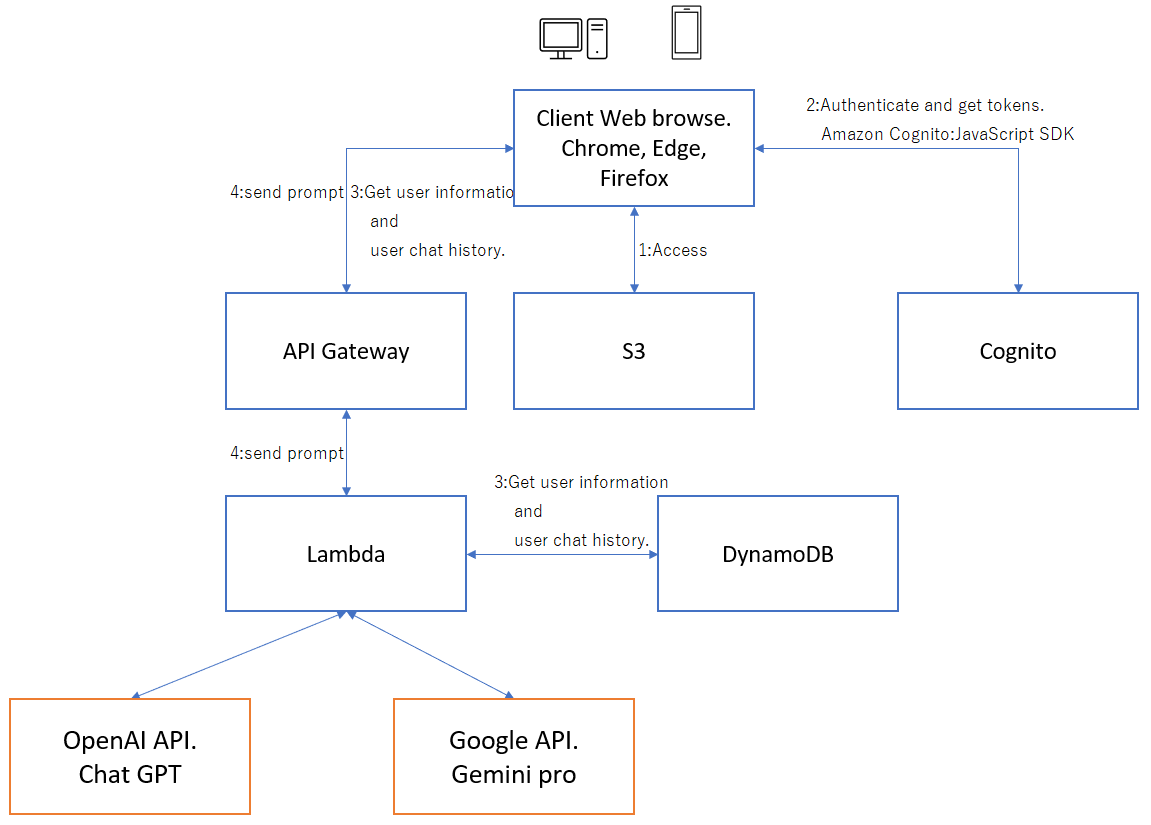 Client Web browse.
Chrome, Edge,
Firefox
2:Authenticate and get tokens.
Amazon Cognito:JavaScript SDK
4:send prompt
3:Get user informatio
and
user chat history.
1:Access
API Gateway
S3
Cognito
4:send prompt
3:Get user information
and
user chat history.
Lambda
DynamoDB
OpenAI API.
Chat GPT
Google API.
Gemini pro